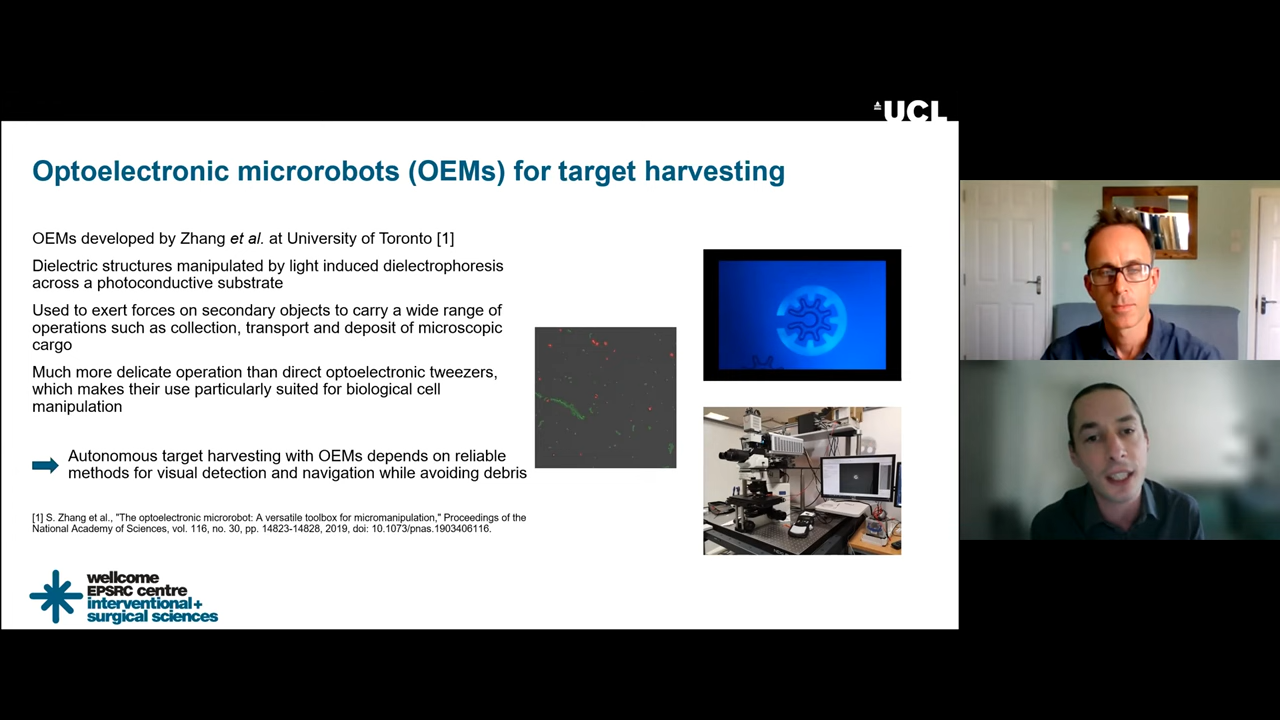 UCL
Optoelectronic microrobots (OEMs) for target harvesting
OEMs developed by Zhang et al. at University of Toronto [1]
Dielectric structures manipulated by light induced dielectrophoresis
across a photoconductive substrate
Used to exert forces on secondary objects to carry a wide range of
operations such as collection, transport and deposit of microscopic
cargo
Much more delicate operation than direct optoelectronic tweezers,
which makes their use particularly suited for biological cell
manipulation
Autonomous target harvesting with OEMs depends on reliable
methods for visual detection and navigation while avoiding debris
[1] S. Zhang et al., "The optoelectronic microrobot: A versatile toolbox for micromanipulation," Proceedings of the
National Academy of Sciences, vol. 116, no. 30, pp. 14823-14828, 2019, doi: 10.1073/pnas.1903406116.
wellcome
EPSRC centre
interventional+
surgical sciences